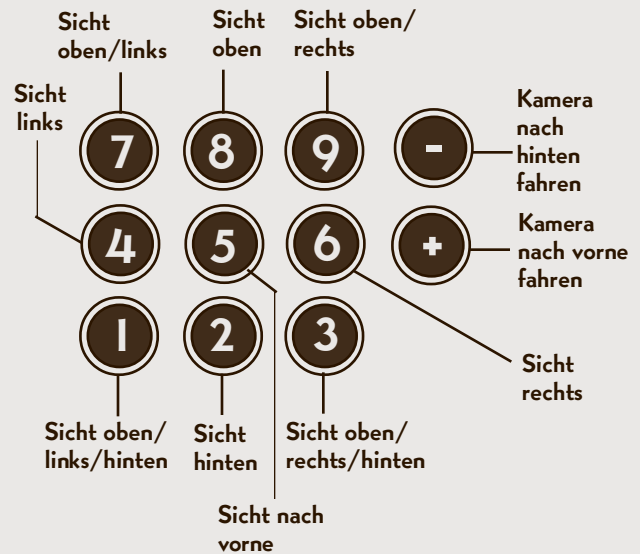 Sicht
oben/links
Sicht
oben
Sicht oben/
rechts
Sicht
links
Kamera
nach
hinten
fahren
7
8
9
-
4
5
6
+
Kamera
nach vorne
fahren
1
2
3
Sicht
rechts
Sicht oben/
links/hinten
Sicht
hinten
Sicht oben/
rechts/hinten
Sicht nach
vorne